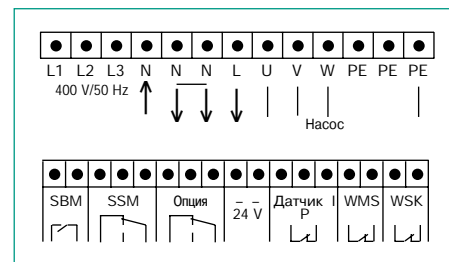 L1 L2 L3 N N N L U V W PE PE PE
400 V/50 Hz
Насос
SBM SSM Опция – – 24 V Датчик I P WMS WSK